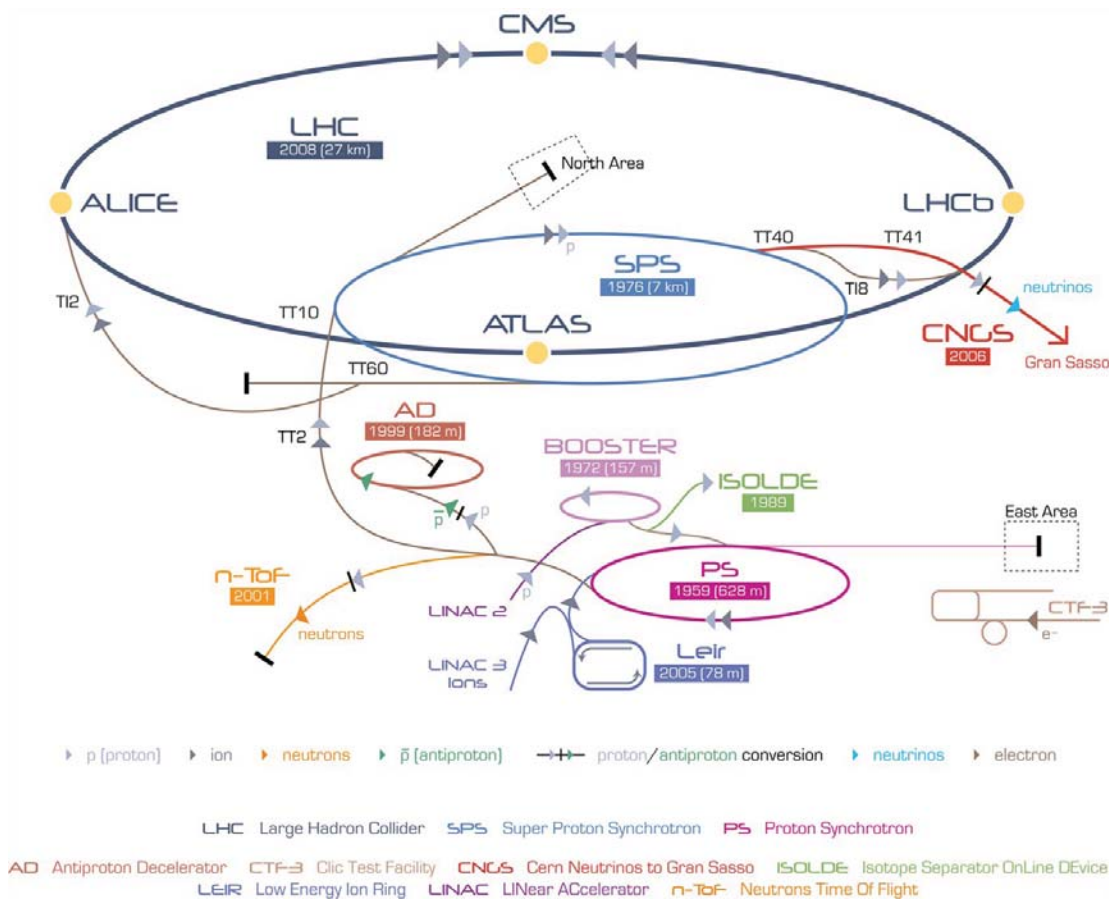 CMS
LHC
2008 (27 km)
North Area
ALICE
LHCb
TT40
TT41
SPS
1976 (7 km)
p
TI2
TI8
neutrinos
TT10
ATLAS
CNGS
2006
Gran Sasso
TT60
AD
TT2
1999 (182 m)
BOOSTER
1972 (157 m)
ISOLDE
1989
p̅
p
East Area
n-ToF
2001
PS
1959 (628 m)
LINAC 2
p
CTF-3
e-
neutrons
LINAC 3
Ions
Leir
2005 (78 m)
p (proton) ion neutrons p̅ (antiproton) proton/antiproton conversion neutrinos electron
LHC Large Hadron Collider SPS Super Proton Synchrotron PS Proton Synchrotron
AD Antiproton Decelerator CTF-3 Clic Test Facility CNGS Cern Neutrinos to Gran Sasso ISOLDE Isotope Separator OnLine DEvice
LEIR Low Energy Ion Ring LINAC LINear ACcelerator n-ToF Neutrons Time Of Flight